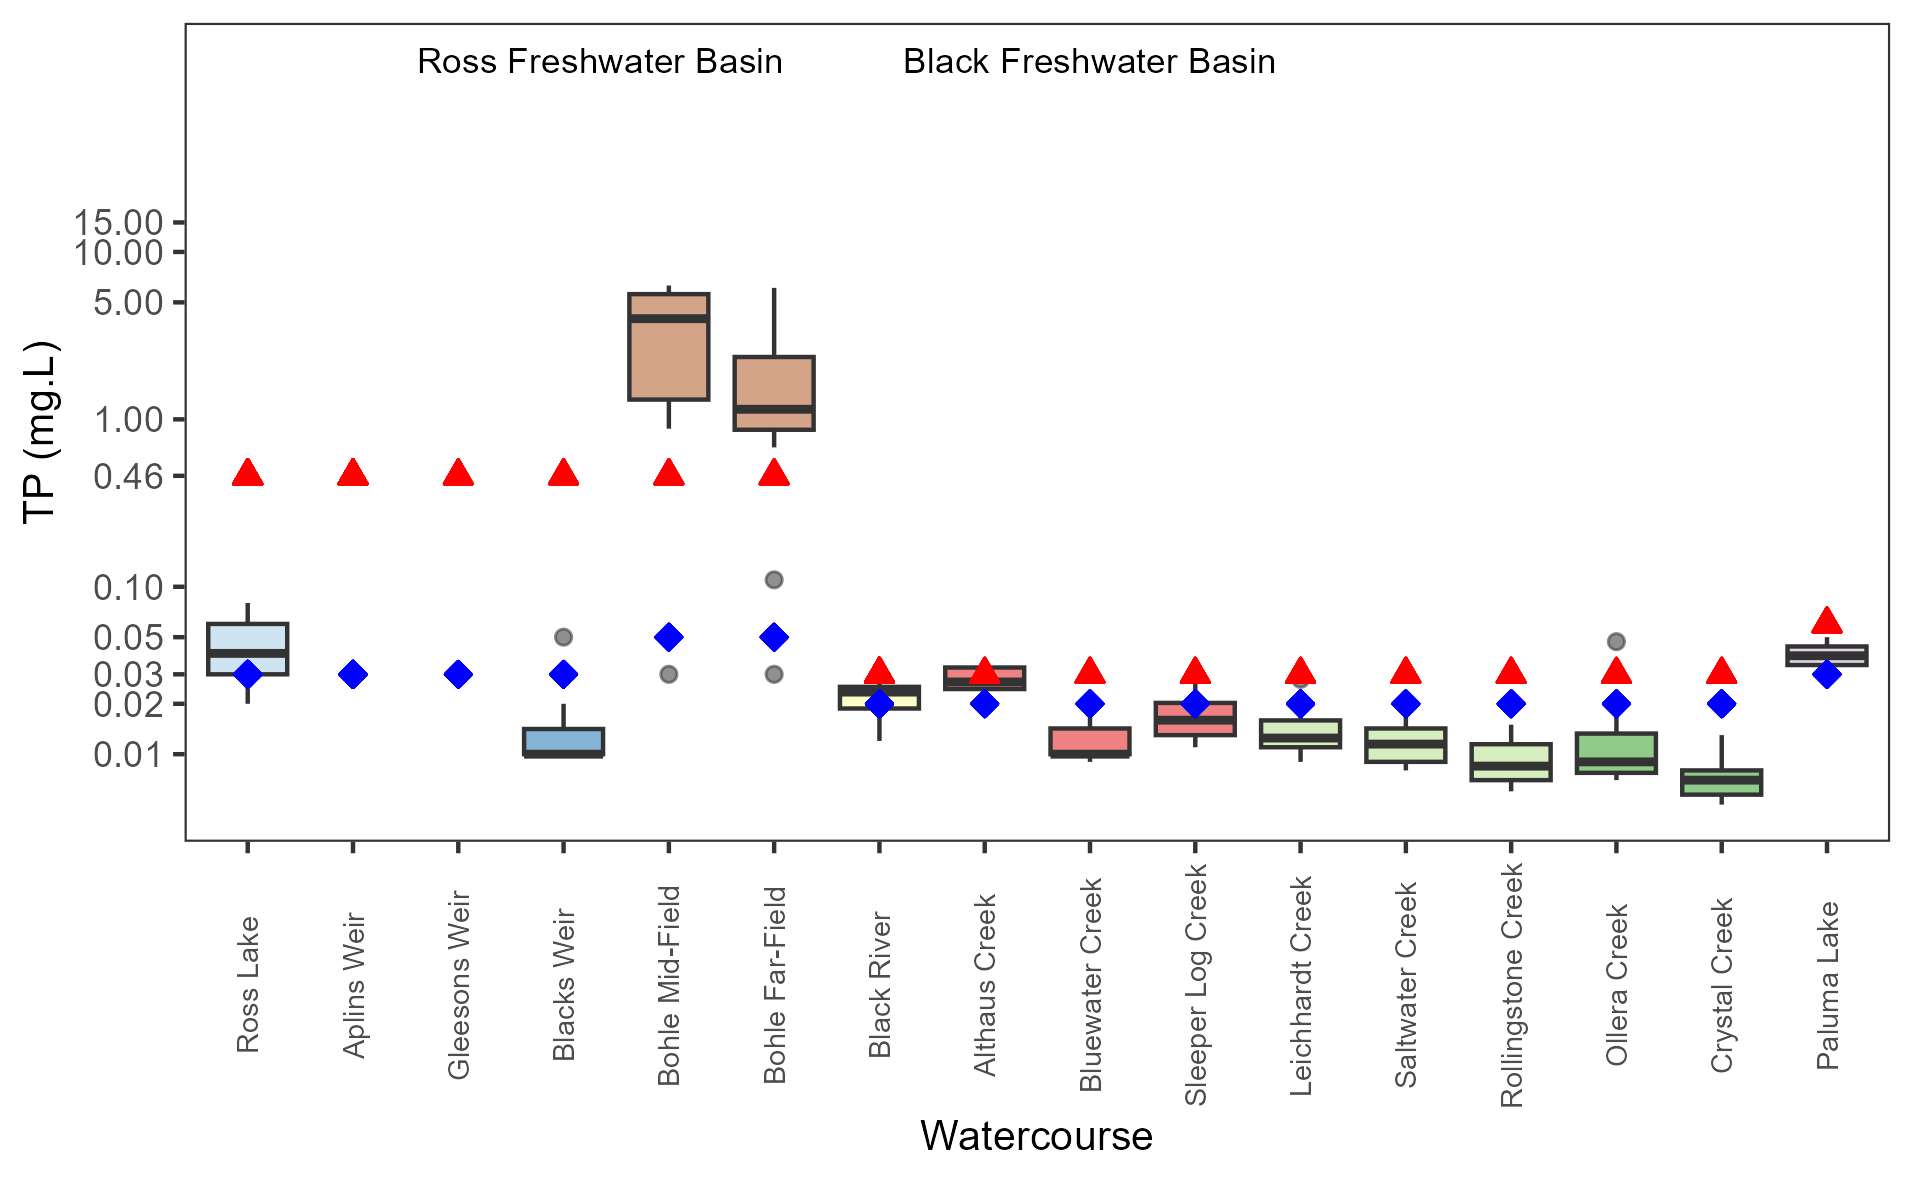 Ross Freshwater Basin
Black Freshwater Basin
TP (mg.L)
15.00
10.00
5.00
1.00
0.46
0.10
0.05
0.03
0.02
0.01
Ross Lake
Aplins Weir
Gleesons Weir
Blacks Weir
Bohle Mid-Field
Bohle Far-Field
Black River
Althaus Creek
Bluewater Creek
Sleeper Log Creek
Leichhardt Creek
Saltwater Creek
Rollingstone Creek
Ollera Creek
Crystal Creek
Paluma Lake
Watercourse